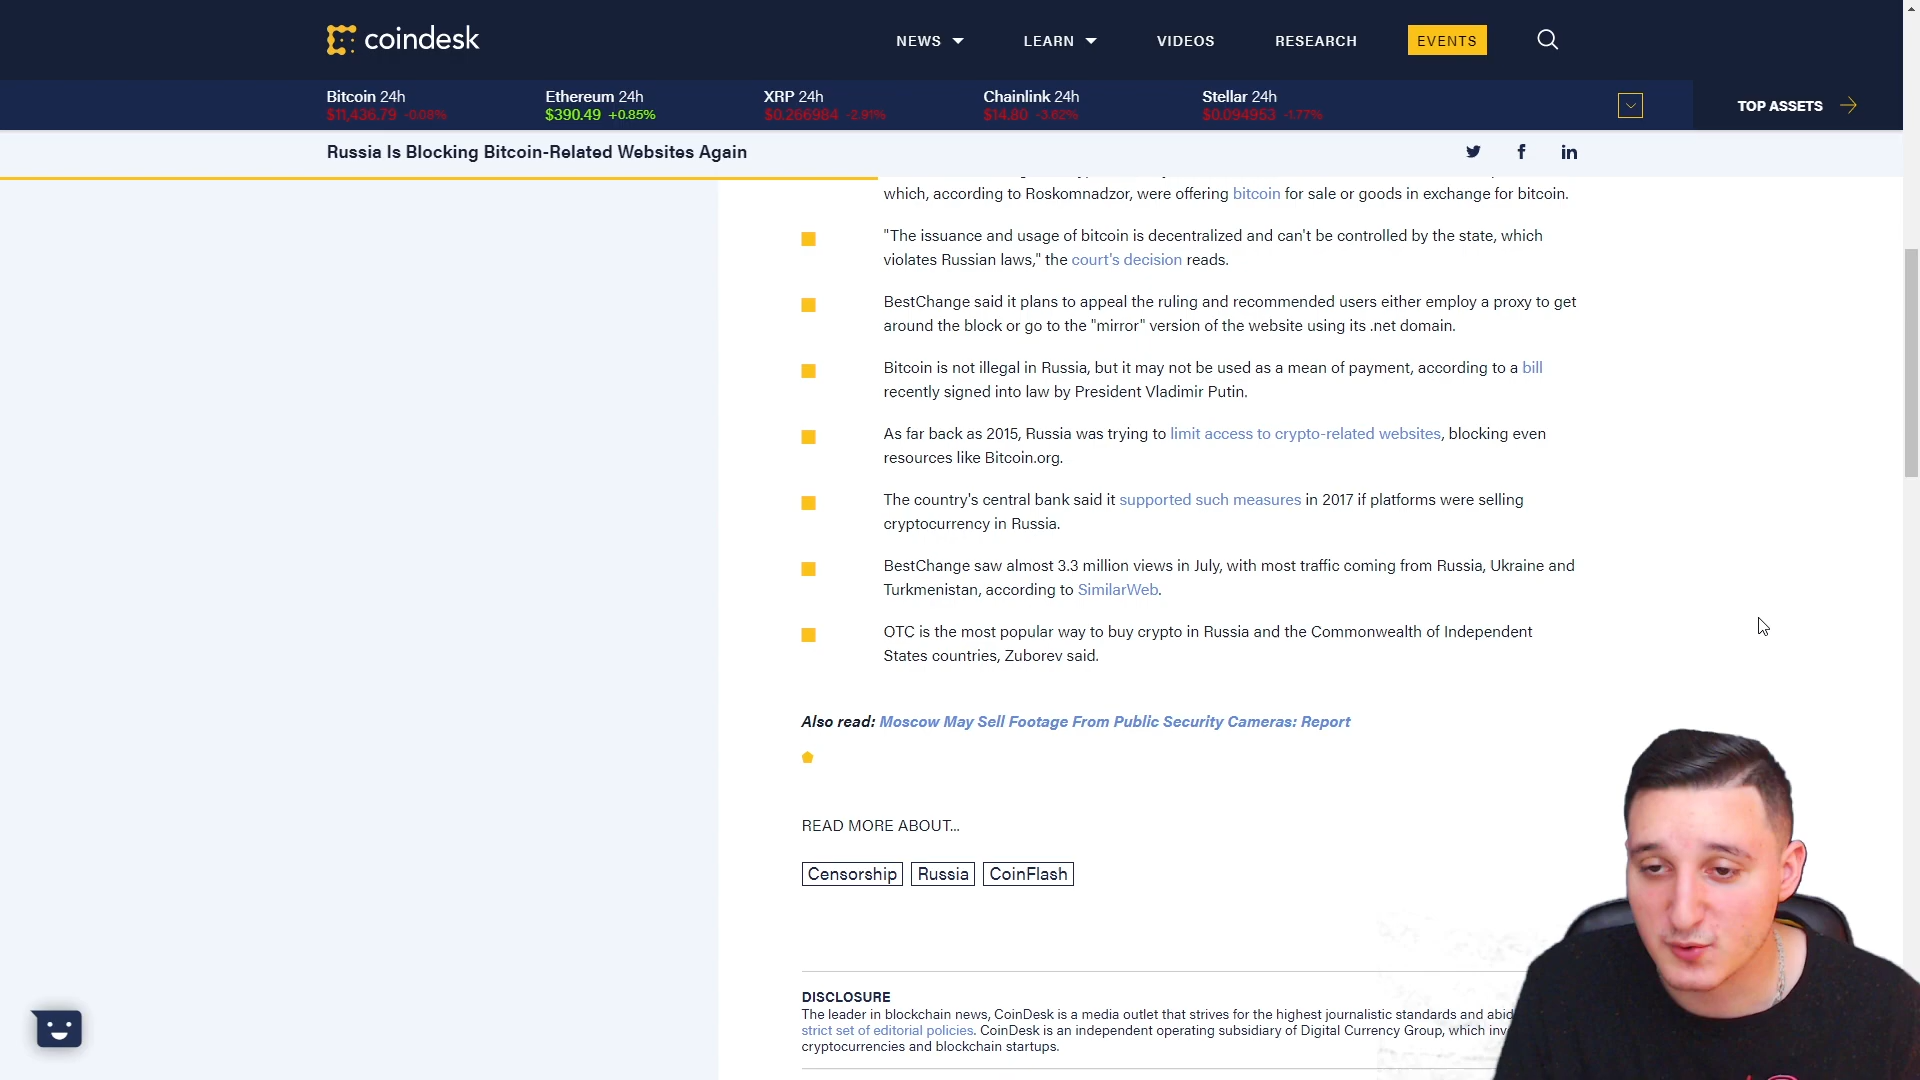 coindesk
NEWS
LEARN
VIDEOS
RESEARCH
EVENTS
Bitcoin 24h
$11,436.79 -0.08%
Ethereum 24h
$390.49 +0.85%
XRP 24h
$0.266984 -2.91%
Chainlink 24h
$14.80 -3.62%
Stellar 24h
$0.094953 -1.77%
TOP ASSETS
Russia Is Blocking Bitcoin-Related Websites Again
which, according to Roskomnadzor, were offering bitcoin for sale or goods in exchange for bitcoin.
"The issuance and usage of bitcoin is decentralized and can't be controlled by the state, which
violates Russian laws," the court's decision reads.
BestChange said it plans to appeal the ruling and recommended users either employ a proxy to get
around the block or go to the "mirror" version of the website using its .net domain.
Bitcoin is not illegal in Russia, but it may not be used as a mean of payment, according to a bill
recently signed into law by President Vladimir Putin.
As far back as 2015, Russia was trying to limit access to crypto-related websites, blocking even
resources like Bitcoin.org.
The country's central bank said it supported such measures in 2017 if platforms were selling
cryptocurrency in Russia.
BestChange saw almost 3.3 million views in July, with most traffic coming from Russia, Ukraine and
Turkmenistan, according to SimilarWeb.
OTC is the most popular way to buy crypto in Russia and the Commonwealth of Independent
States countries, Zuborev said.
Also read: Moscow May Sell Footage From Public Security Cameras: Report
READ MORE ABOUT...
Censorship
Russia
CoinFlash
DISCLOSURE
The leader in blockchain news, CoinDesk is a media outlet that strives for the highest journalistic standards and abid
strict set of editorial policies. CoinDesk is an independent operating subsidiary of Digital Currency Group, which inv
cryptocurrencies and blockchain startups.